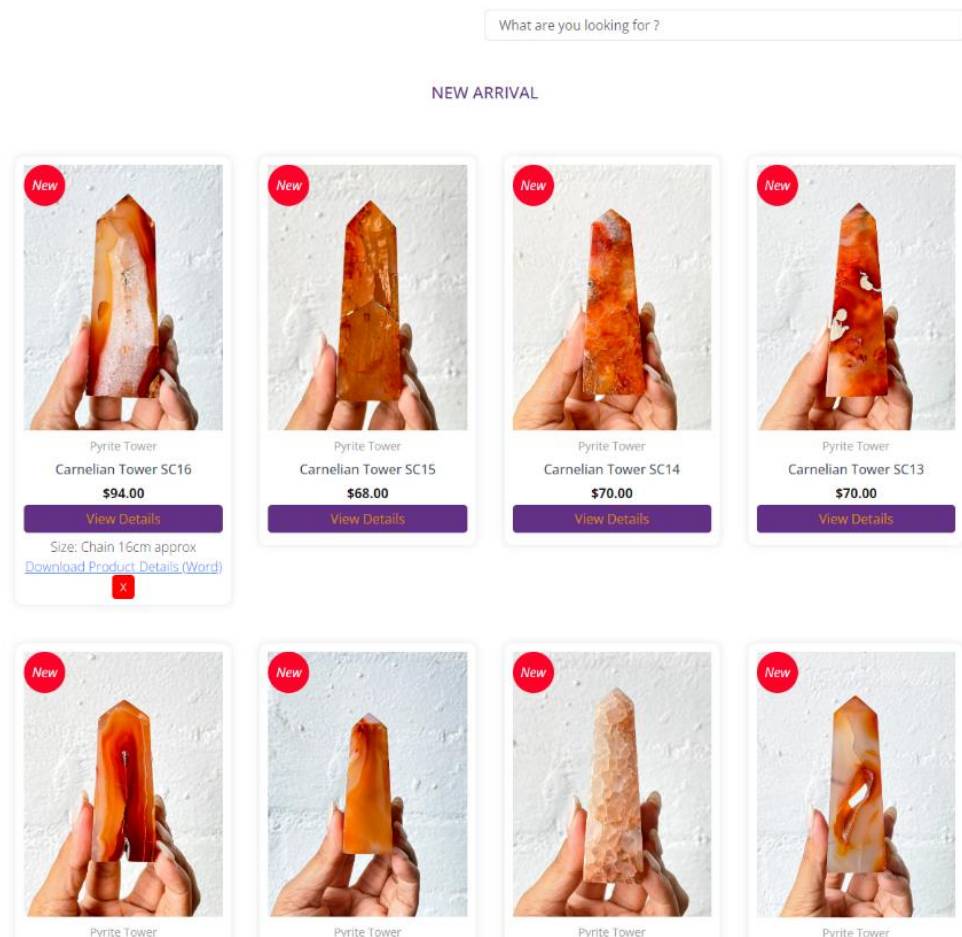 What are you looking for ?
NEW ARRIVAL
New
New
New
New
Pyrite Tower
Carnelian Tower SC16
$94.00
View Details
Size: Chain 16cm approx
Download Product Details (Word)
X
Pyrite Tower
Carnelian Tower SC15
$68.00
View Details
Pyrite Tower
Carnelian Tower SC14
$70.00
View Details
Pyrite Tower
Carnelian Tower SC13
$70.00
View Details
New
New
New
New
Pyrite Tower
Pyrite Tower
Pyrite Tower
Pyrite Tower